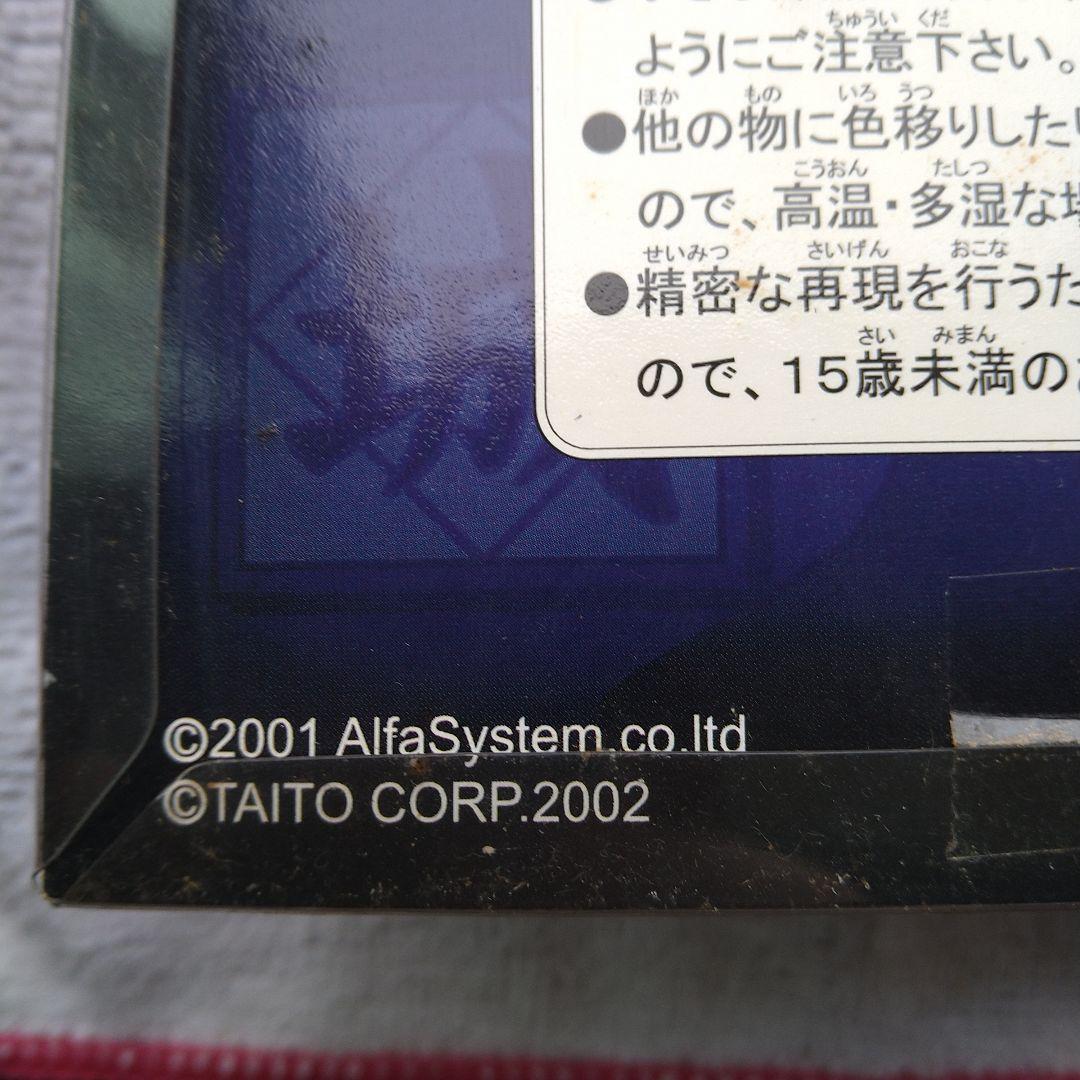 ようにご注意下さい。
ちゅうい くだ
●他の物に色移りした
ほか もの いろ うつ
ので、高温・多湿な
こうおん たしつ
●精密な再現を行うた
せいみつ さいげん おこな
ので、15歳未満の
さい みまん
©2001 AlfaSystem.co.ltd
©TAITO CORP.2002